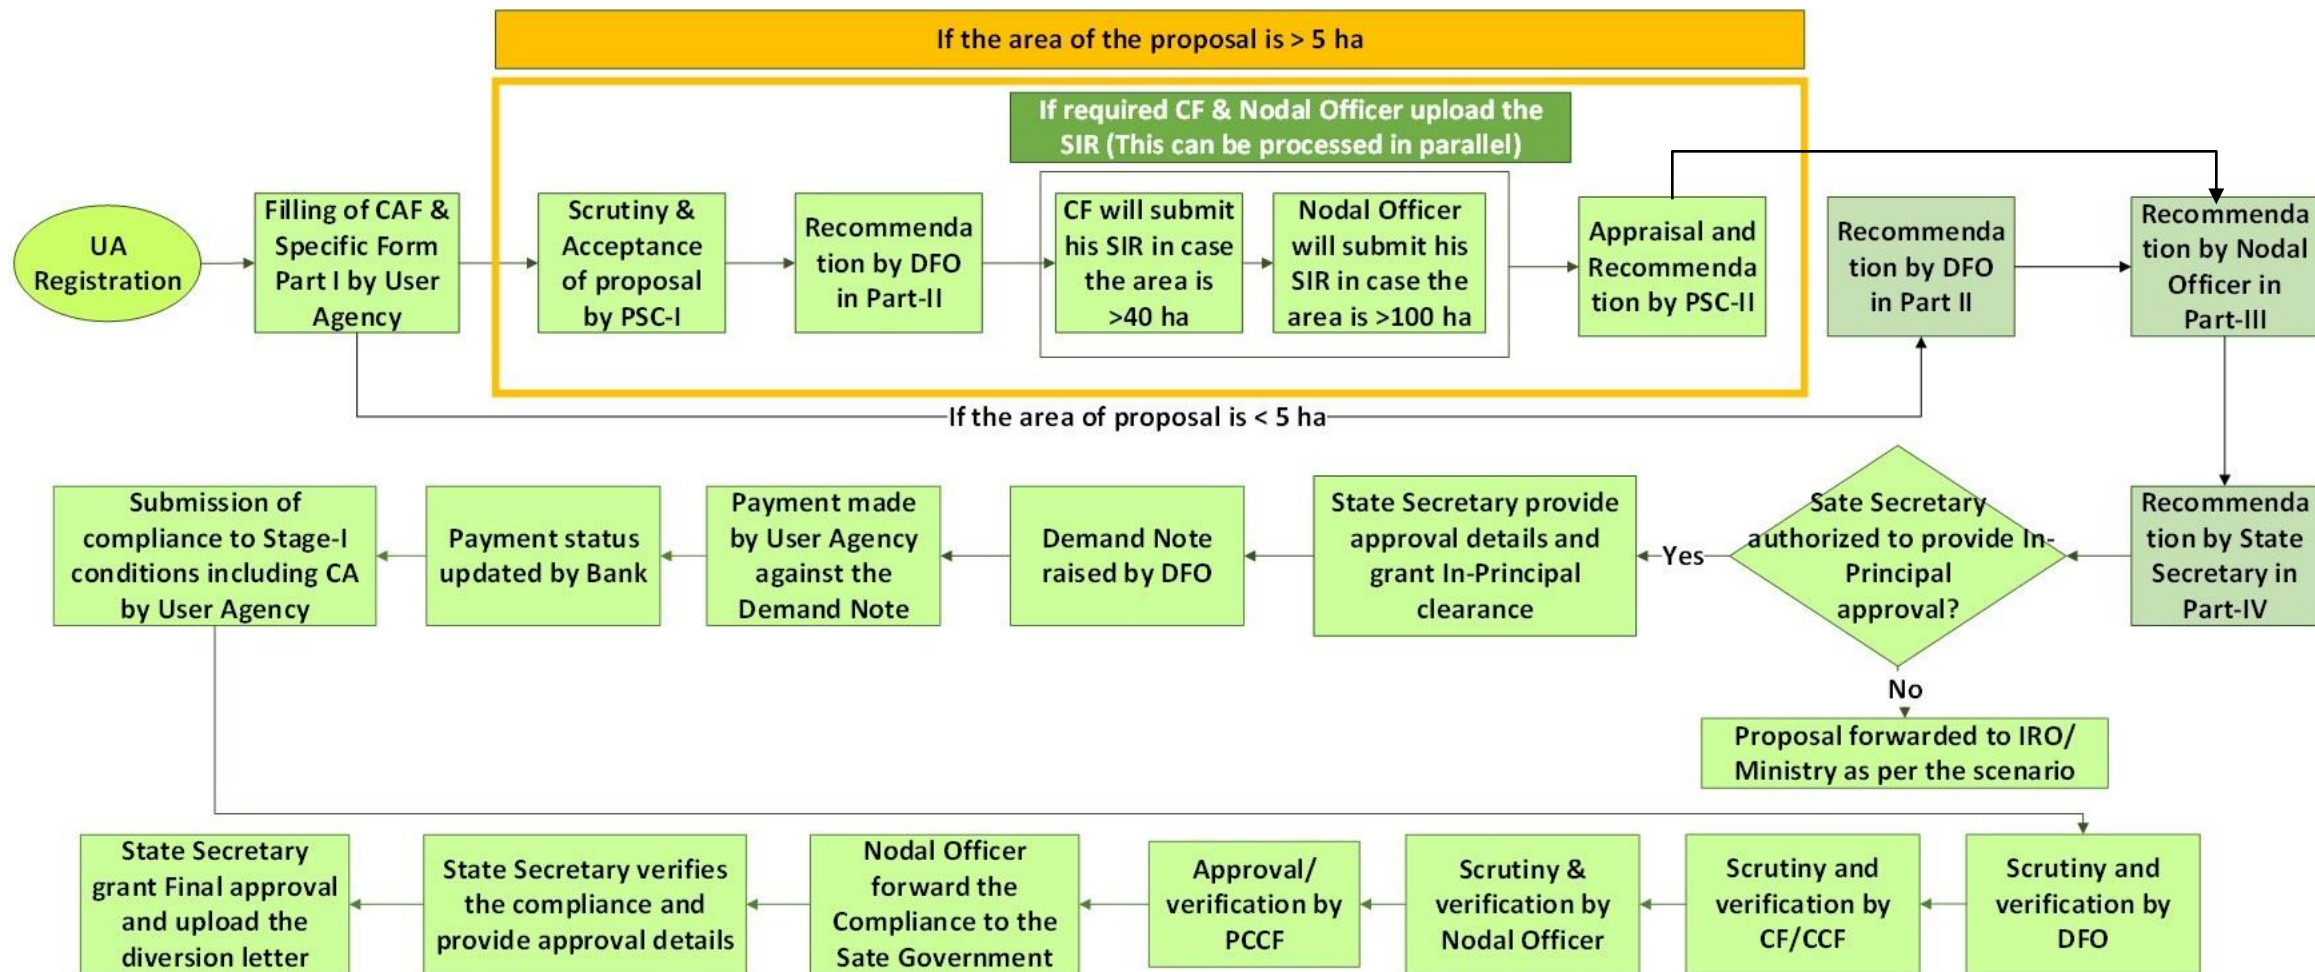 If the area of the proposal is > 5 ha
If required CF & Nodal Officer upload the
SIR (This can be processed in parallel)
UA
Registration
Filling of CAF &
Specific Form
Part I by User
Agency
Scrutiny &
Acceptance
of proposal
by PSC-I
Recommenda
tion by DFO
in Part-II
CF will submit
his SIR in case
the area is
>40 ha
Nodal Officer
will submit his
SIR in case the
area is >100 ha
Appraisal and
Recommenda
tion by PSC-II
Recommenda
tion by DFO
in Part II
Recommenda
tion by Nodal
Officer in
Part-III
If the area of proposal is < 5 ha
Submission of
compliance to Stage-I
conditions including CA
by User Agency
Payment status
updated by Bank
Payment made
by User Agency
against the
Demand Note
Demand Note
raised by DFO
State Secretary provide
approval details and
grant In-Principal
clearance
Yes
Sate Secretary
authorized to provide In-
Principal
approval?
Recommenda
tion by State
Secretary in
Part-IV
No
Proposal forwarded to IRO/
Ministry as per the scenario
State Secretary
grant Final approval
and upload the
diversion letter
State Secretary verifies
the compliance and
provide approval details
Nodal Officer
forward the
Compliance to the
Sate Government
Approval/
verification by
PCCF
Scrutiny &
verification by
Nodal Officer
Scrutiny and
verification by
CF/CCF
Scrutiny and
verification by
DFO